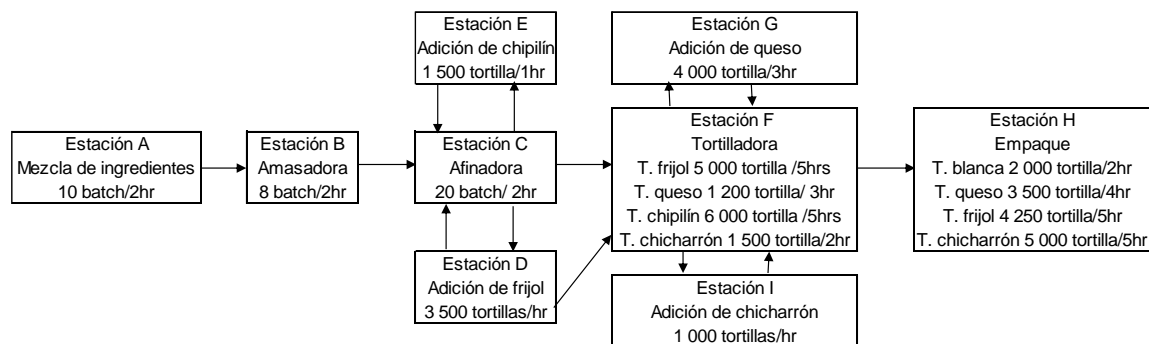 Estación E
Adición de chipilín
1 500 tortilla/1hr
Estación G
Adición de queso
4 000 tortilla/3hr
Estación A
Mezcla de ingredientes
10 batch/2hr
Estación B
Amasadora
8 batch/2hr
Estación C
Afinadora
20 batch/ 2hr
Estación F
Tortilladora
T. frijol 5 000 tortilla /5hrs
T. queso 1 200 tortilla/ 3hr
T. chipilín 6 000 tortilla /5hrs
T. chicharrón 1 500 tortilla/2hr
Estación H
Empaque
T. blanca 2 000 tortilla/2hr
T. queso 3 500 tortilla/4hr
T. frijol 4 250 tortilla/5hr
T. chicharrón 5 000 tortilla/5hr
Estación D
Adición de frijol
3 500 tortillas/hr
Estación I
Adición de chicharrón
1 000 tortillas/hr